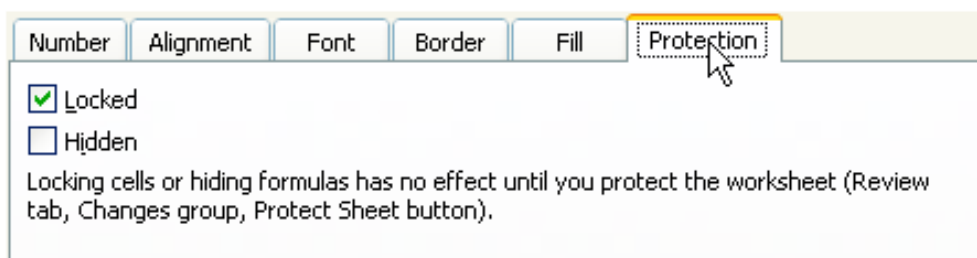 Number Alignment Font Border Fill Protection
Locked
Hidden
Locking cells or hiding formulas has no effect until you protect the worksheet (Review
tab, Changes group, Protect Sheet button).